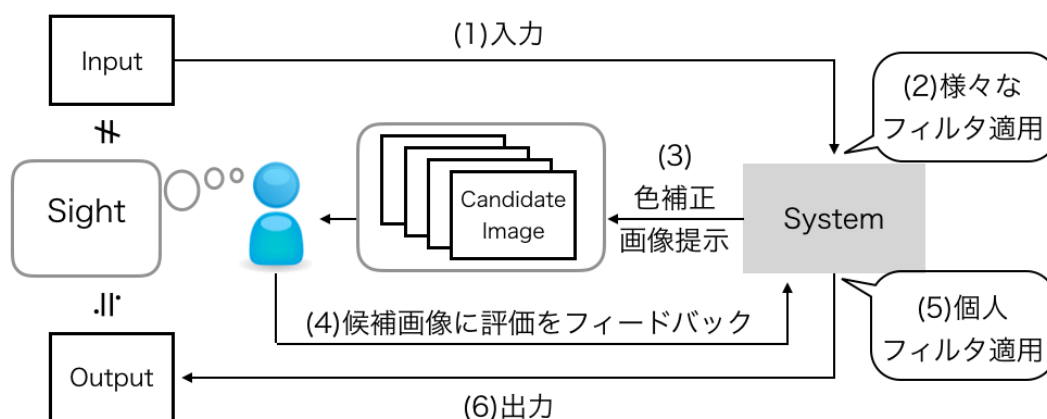 (1)入力
Input
(2)様々な
フィルタ適用
≠
(3)
色補正
画像提示
Sight
Candidate
Image
System
≒
(4)候補画像に評価をフィードバック
(5)個人
フィルタ適用
Output
(6)出力